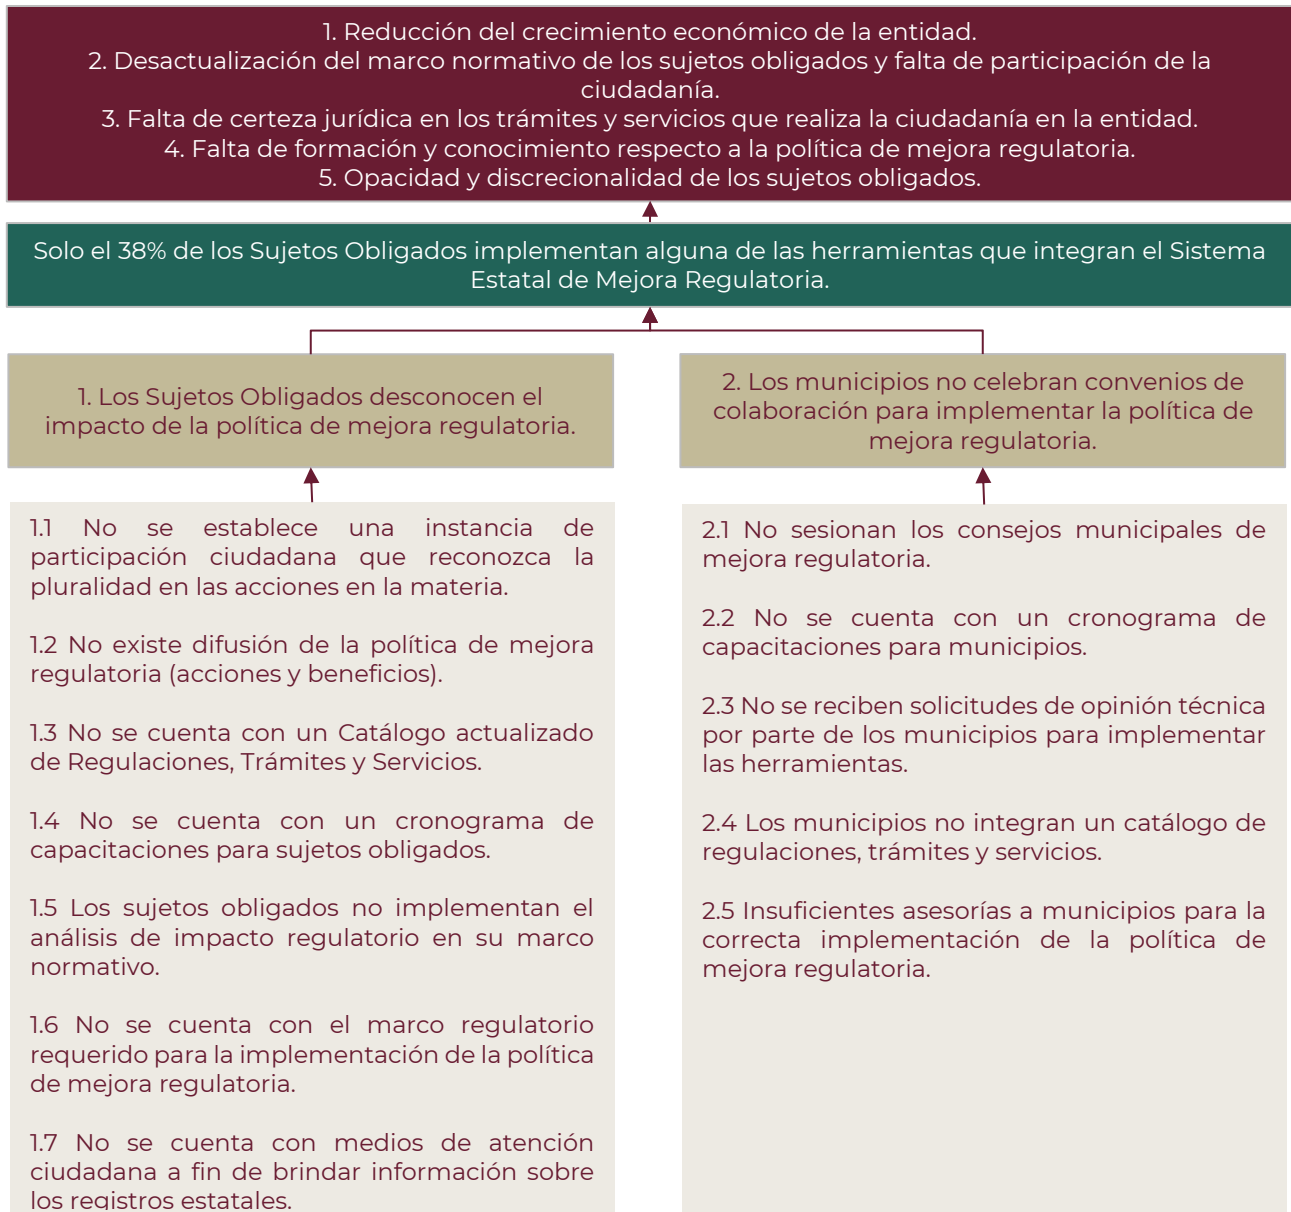 1. Reducción del crecimiento económico de la entidad.
2. Desactualización del marco normativo de los sujetos obligados y falta de participación de la
ciudadanía.
3. Falta de certeza jurídica en los trámites y servicios que realiza la ciudadanía en la entidad.
4. Falta de formación y conocimiento respecto a la política de mejora regulatoria.
5. Opacidad y discrecionalidad de los sujetos obligados.
Solo el 38% de los Sujetos Obligados implementan alguna de las herramientas que integran el Sistema
Estatal de Mejora Regulatoria.
1. Los Sujetos Obligados desconocen el
impacto de la política de mejora regulatoria.
2. Los municipios no celebran convenios de
colaboración para implementar la política de
mejora regulatoria.
1.1 No se establece una instancia de
participación ciudadana que reconozca la
pluralidad en las acciones en la materia.
1.2 No existe difusión de la política de mejora
regulatoria (acciones y beneficios).
1.3 No se cuenta con un Catálogo actualizado
de Regulaciones, Trámites y Servicios.
1.4 No se cuenta con un cronograma de
capacitaciones para sujetos obligados.
1.5 Los sujetos obligados no implementan el
análisis de impacto regulatorio en su marco
normativo.
1.6 No se cuenta con el marco regulatorio
requerido para la implementación de la política
de mejora regulatoria.
1.7 No se cuenta con medios de atención
ciudadana a fin de brindar información sobre
los registros estatales.
2.1 No sesionan los consejos municipales de
mejora regulatoria.
2.2 No se cuenta con un cronograma de
capacitaciones para municipios.
2.3 No se reciben solicitudes de opinión técnica
por parte de los municipios para implementar
las herramientas.
2.4 Los municipios no integran un catálogo de
regulaciones, trámites y servicios.
2.5 Insuficientes asesorías a municipios para la
correcta implementación de la política de
mejora regulatoria.